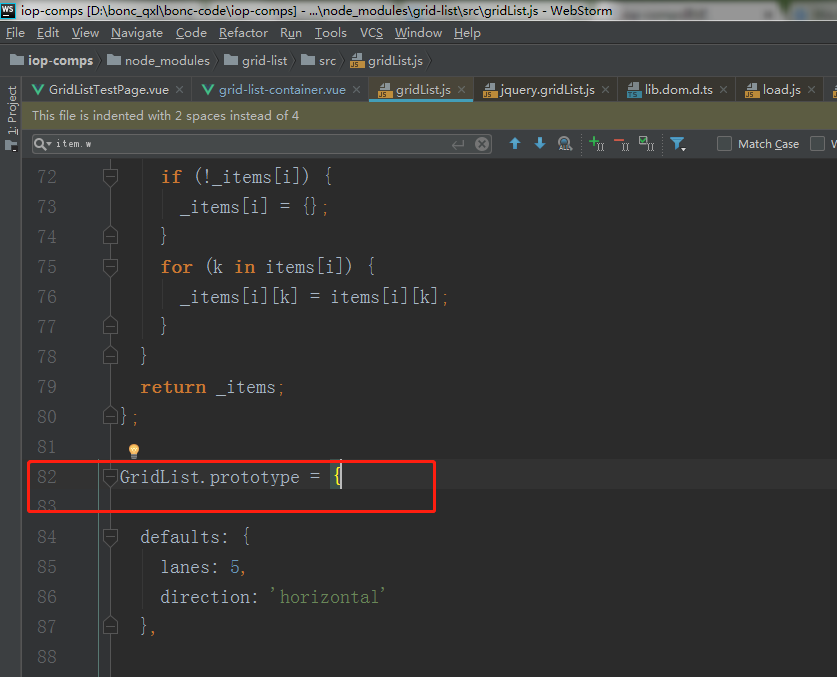 WS iop-comps [D:\bonc_qxl\bonc-code\iop-comps] - ...\node_modules\grid-list\src\gridList.js - WebStorm
File Edit View Navigate Code Refactor Run Tools VCS Window Help
iop-comps node_modules grid-list src gridList.js
GridListTestPage.vue grid-list-container.vue gridList.js jquery.gridList.js lib.dom.d.ts load.js
1: Project
This file is indented with 2 spaces instead of 4
item.w Match Case
72 if (!_items[i]) {
73 _items[i] = {};
74 }
75 for (k in items[i]) {
76 _items[i][k] = items[i][k];
77 }
78 }
79 return _items;
80 };
81
82 GridList.prototype = {
83
84 defaults: {
85 lanes: 5,
86 direction: 'horizontal'
87 },
88